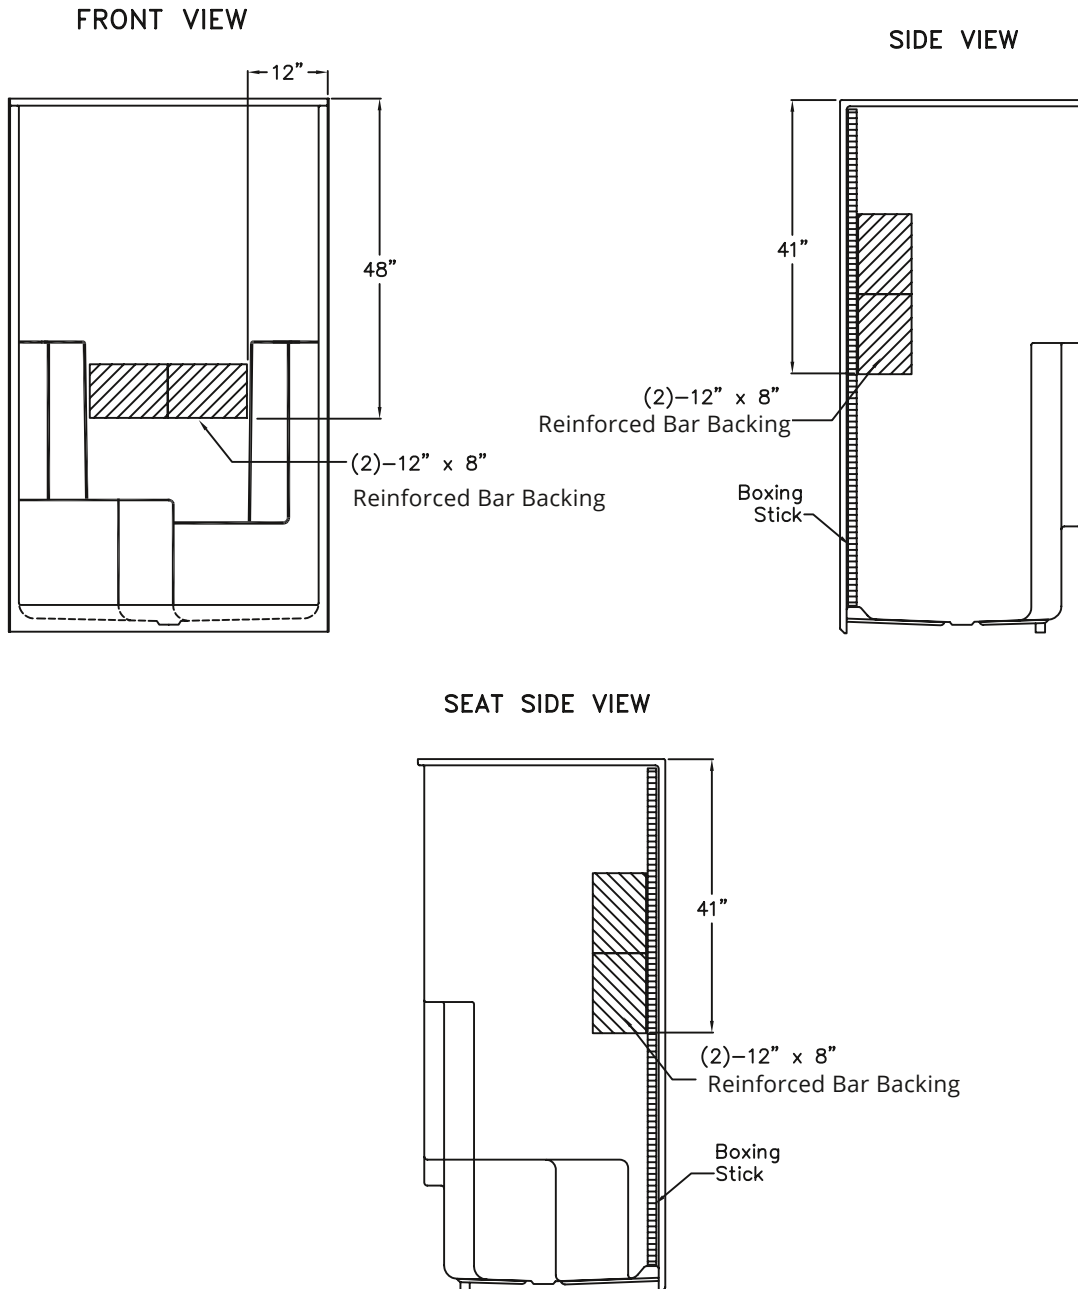 FRONT VIEW
12”
48”
(2)–12” x 8”
Reinforced Bar Backing
SIDE VIEW
41”
(2)–12” x 8”
Reinforced Bar Backing
Boxing
Stick
SEAT SIDE VIEW
41”
(2)–12” x 8”
Reinforced Bar Backing
Boxing
Stick